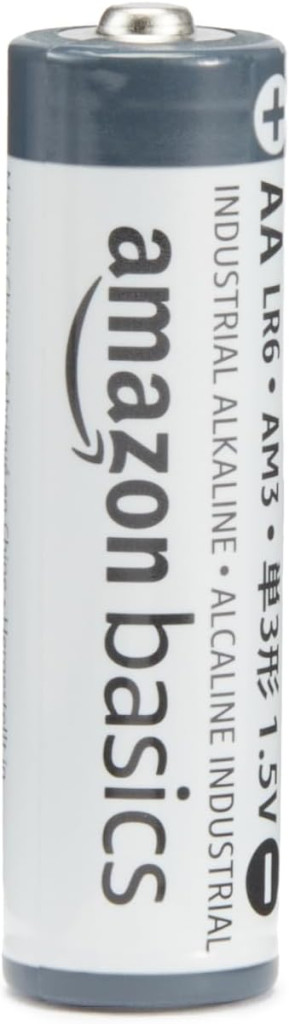 + AA LR6 • AM3 • 単3形 1.5V -
INDUSTRIAL ALKALINE • ALCALINE INDUSTRIAL
amazon basics